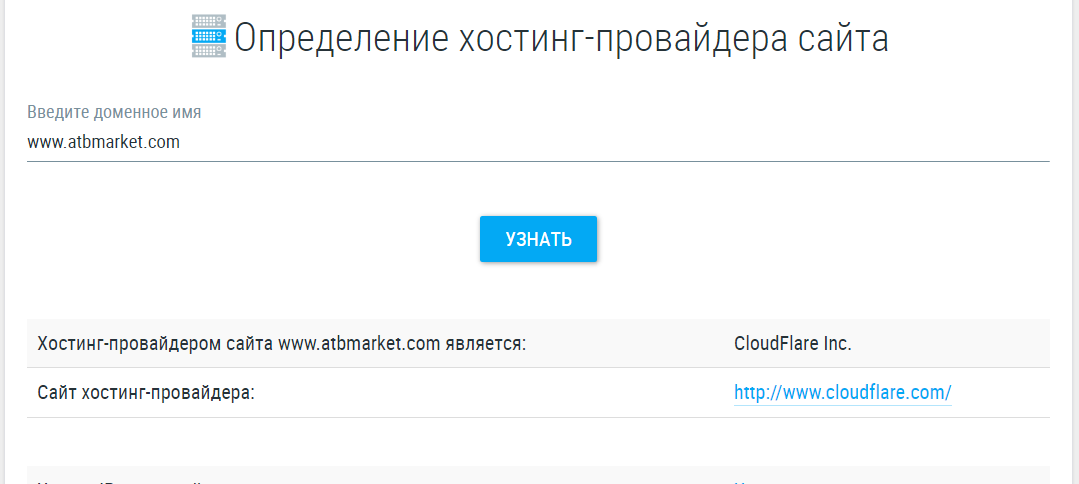 Определение хостинг-провайдера сайта
Введите доменное имя
www.atbmarket.com
УЗНАТЬ
Хостинг-провайдером сайта www.atbmarket.com является: CloudFlare Inc.
Сайт хостинг-провайдера: http://www.cloudflare.com/